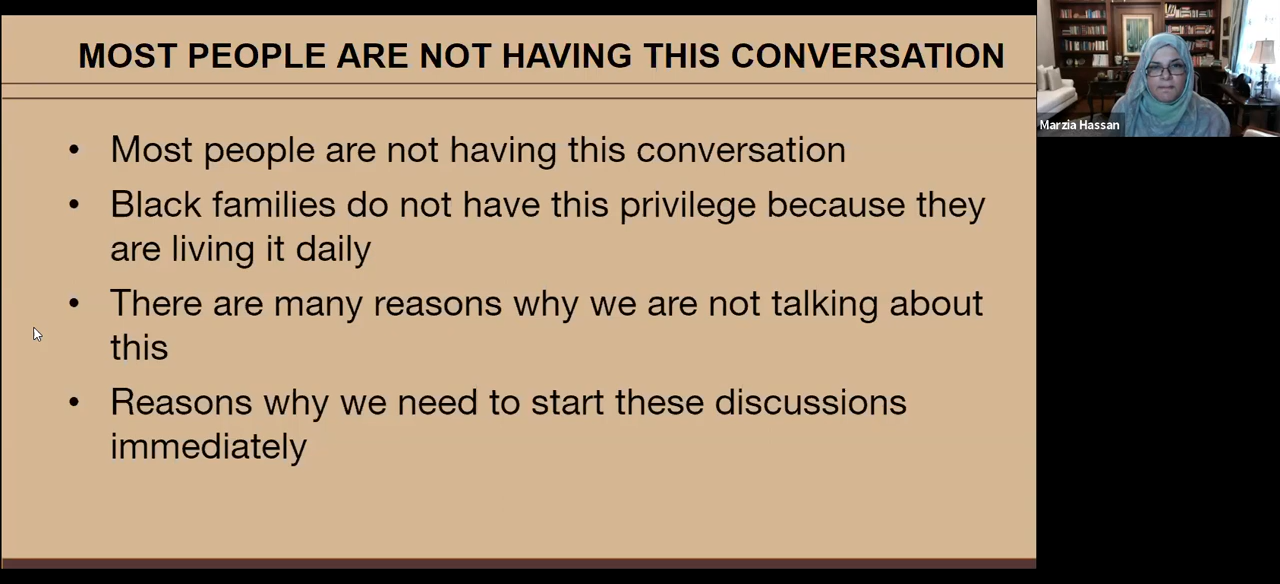 MOST PEOPLE ARE NOT HAVING THIS CONVERSATION
• Most people are not having this conversation
• Black families do not have this privilege because they
are living it daily
• There are many reasons why we are not talking about
this
• Reasons why we need to start these discussions
immediately
Marzia Hassan